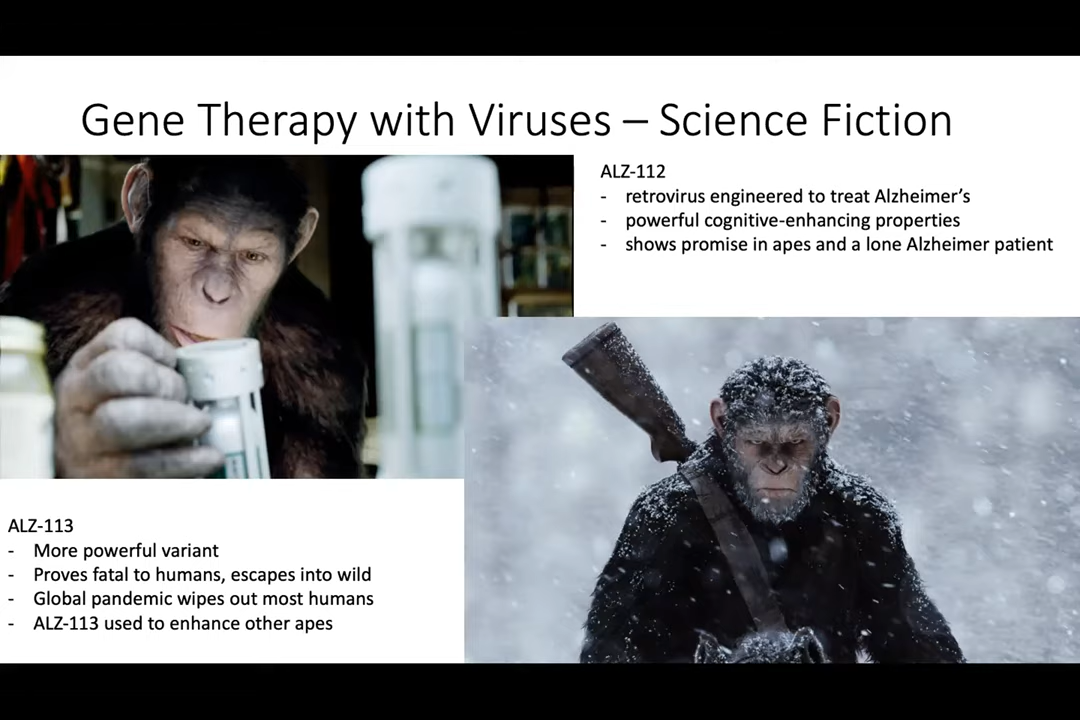 Gene Therapy with Viruses – Science Fiction
ALZ-112
- retrovirus engineered to treat Alzheimer's
- powerful cognitive-enhancing properties
- shows promise in apes and a lone Alzheimer patient
ALZ-113
- More powerful variant
- Proves fatal to humans, escapes into wild
- Global pandemic wipes out most humans
- ALZ-113 used to enhance other apes